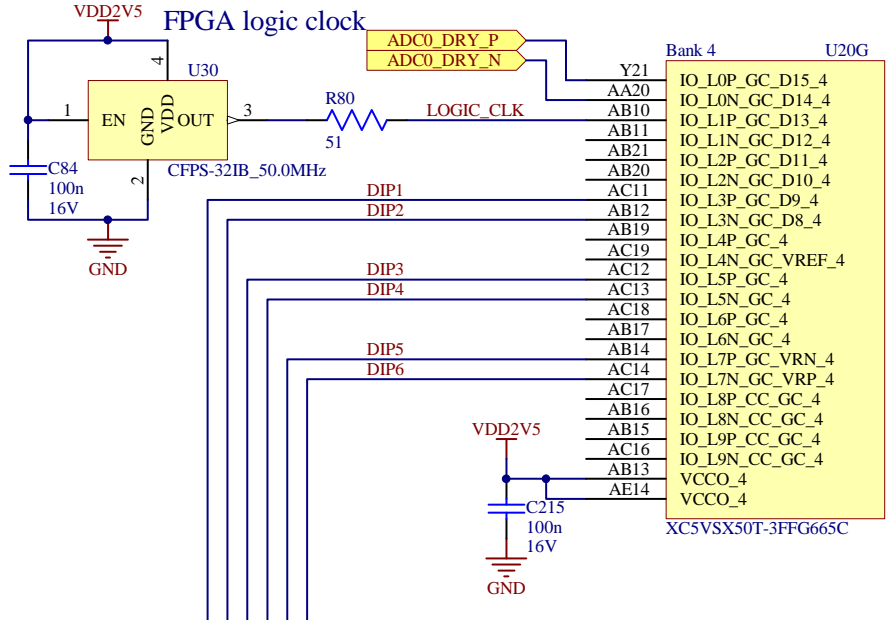 VDD2V5
FPGA logic clock
ADC0_DRY_P
ADC0_DRY_N
Bank 4
U20G
4
U30
1
EN
GND
VDD
OUT
3
2
CFPS-32IB_50.0MHz
C84
100n
16V
GND
R80
51
LOGIC_CLK
DIP1
DIP2
DIP3
DIP4
DIP5
DIP6
Y21 IO_L0P_GC_D15_4
AA20 IO_L0N_GC_D14_4
AB10 IO_L1P_GC_D13_4
AB11 IO_L1N_GC_D12_4
AB21 IO_L2P_GC_D11_4
AB20 IO_L2N_GC_D10_4
AC11 IO_L3P_GC_D9_4
AB12 IO_L3N_GC_D8_4
AB19 IO_L4P_GC_4
AC19 IO_L4N_GC_VREF_4
AC12 IO_L5P_GC_4
AC13 IO_L5N_GC_4
AC18 IO_L6P_GC_4
AB17 IO_L6N_GC_4
AB14 IO_L7P_GC_VRN_4
AC14 IO_L7N_GC_VRP_4
AC17 IO_L8P_CC_GC_4
AB16 IO_L8N_CC_GC_4
AB15 IO_L9P_CC_GC_4
AC16 IO_L9N_CC_GC_4
AB13 VCCO_4
AE14 VCCO_4
XC5VSX50T-3FFG665C
VDD2V5
C215
100n
16V
GND